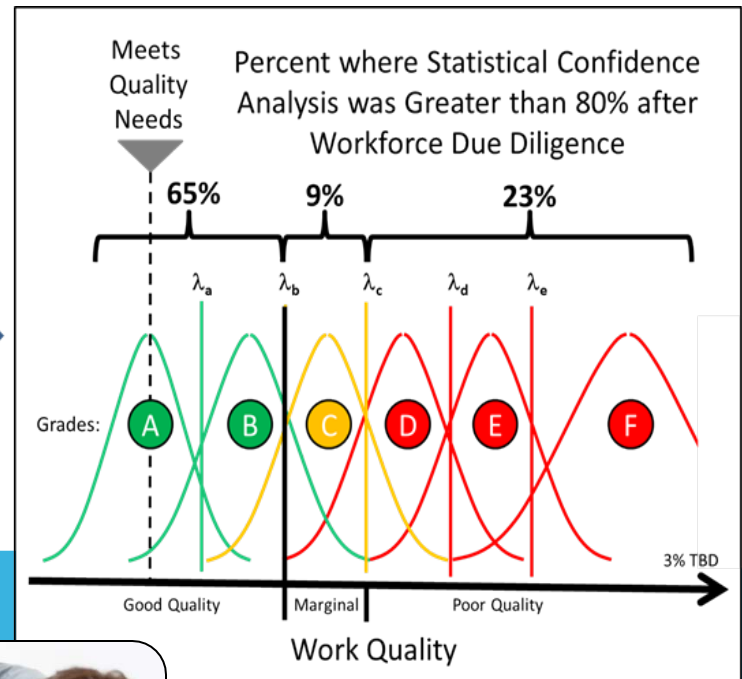 Meets
Quality
Needs
Percent where Statistical Confidence
Analysis was Greater than 80% after
Workforce Due Diligence
65%
9%
23%
λa
λb
λc
λd
λe
Grades:
A
B
C
D
E
F
3% TBD
Good Quality
Marginal
Poor Quality
Work Quality